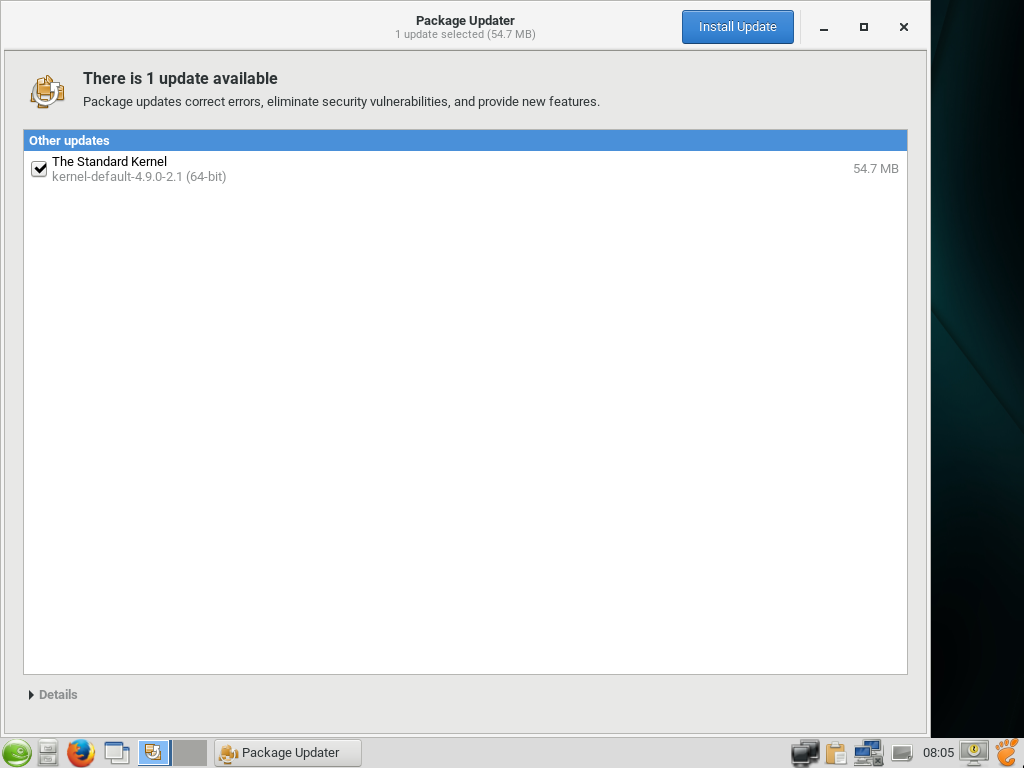 Package Updater
1 update selected (54.7 MB)
Install Update
There is 1 update available
Package updates correct errors, eliminate security vulnerabilities, and provide new features.
Other updates
The Standard Kernel
kernel-default-4.9.0-2.1 (64-bit)
54.7 MB
Details
Package Updater
08:05